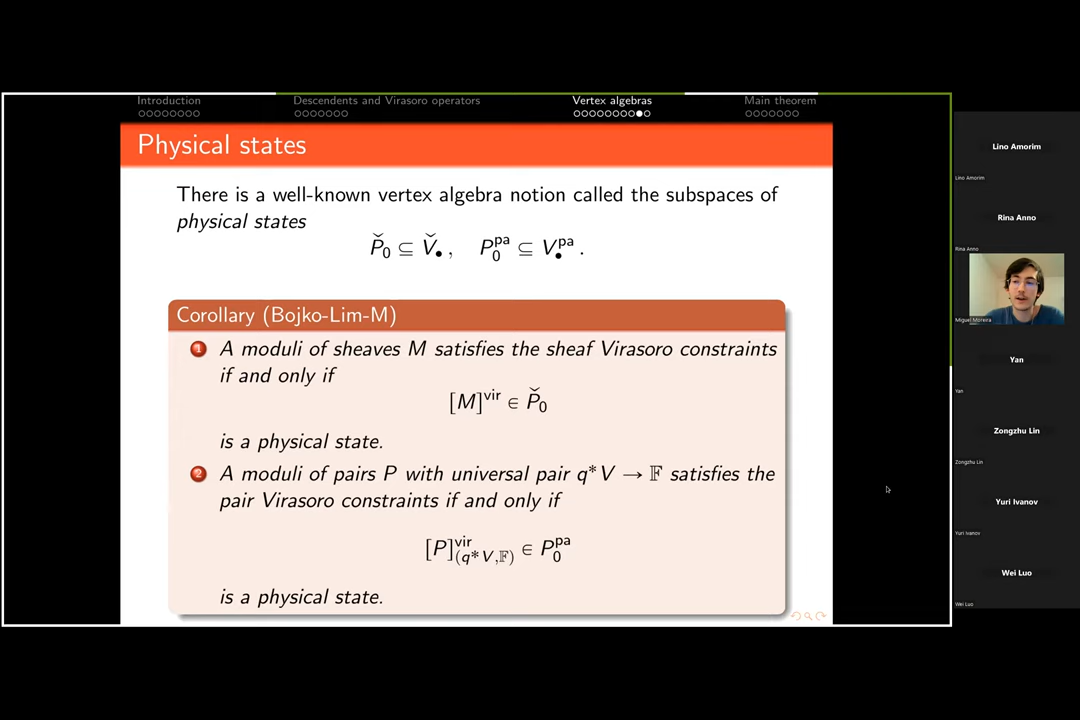 Introduction
Descendents and Virasoro operators
Vertex algebras
Main theorem
Physical states
There is a well-known vertex algebra notion called the subspaces of
physical states
P̌₀ ⊆ V̌•, P₀^pa ⊆ V•^pa.
Corollary (Bojko-Lim-M)
1 A moduli of sheaves M satisfies the sheaf Virasoro constraints
if and only if
[M]^vir ∈ P̌₀
is a physical state.
2 A moduli of pairs P with universal pair q*V → 𝔽 satisfies the
pair Virasoro constraints if and only if
[P]^vir_(q*V,𝔽) ∈ P₀^pa
is a physical state.
Lino Amorim
Lino Amorim
Rina Anno
Rina Anno
Miguel Moreira
Yan
Yan
Zongzhu Lin
Zongzhu Lin
Yuri Ivanov
Yuri Ivanov
Wei Luo
Wei Luo